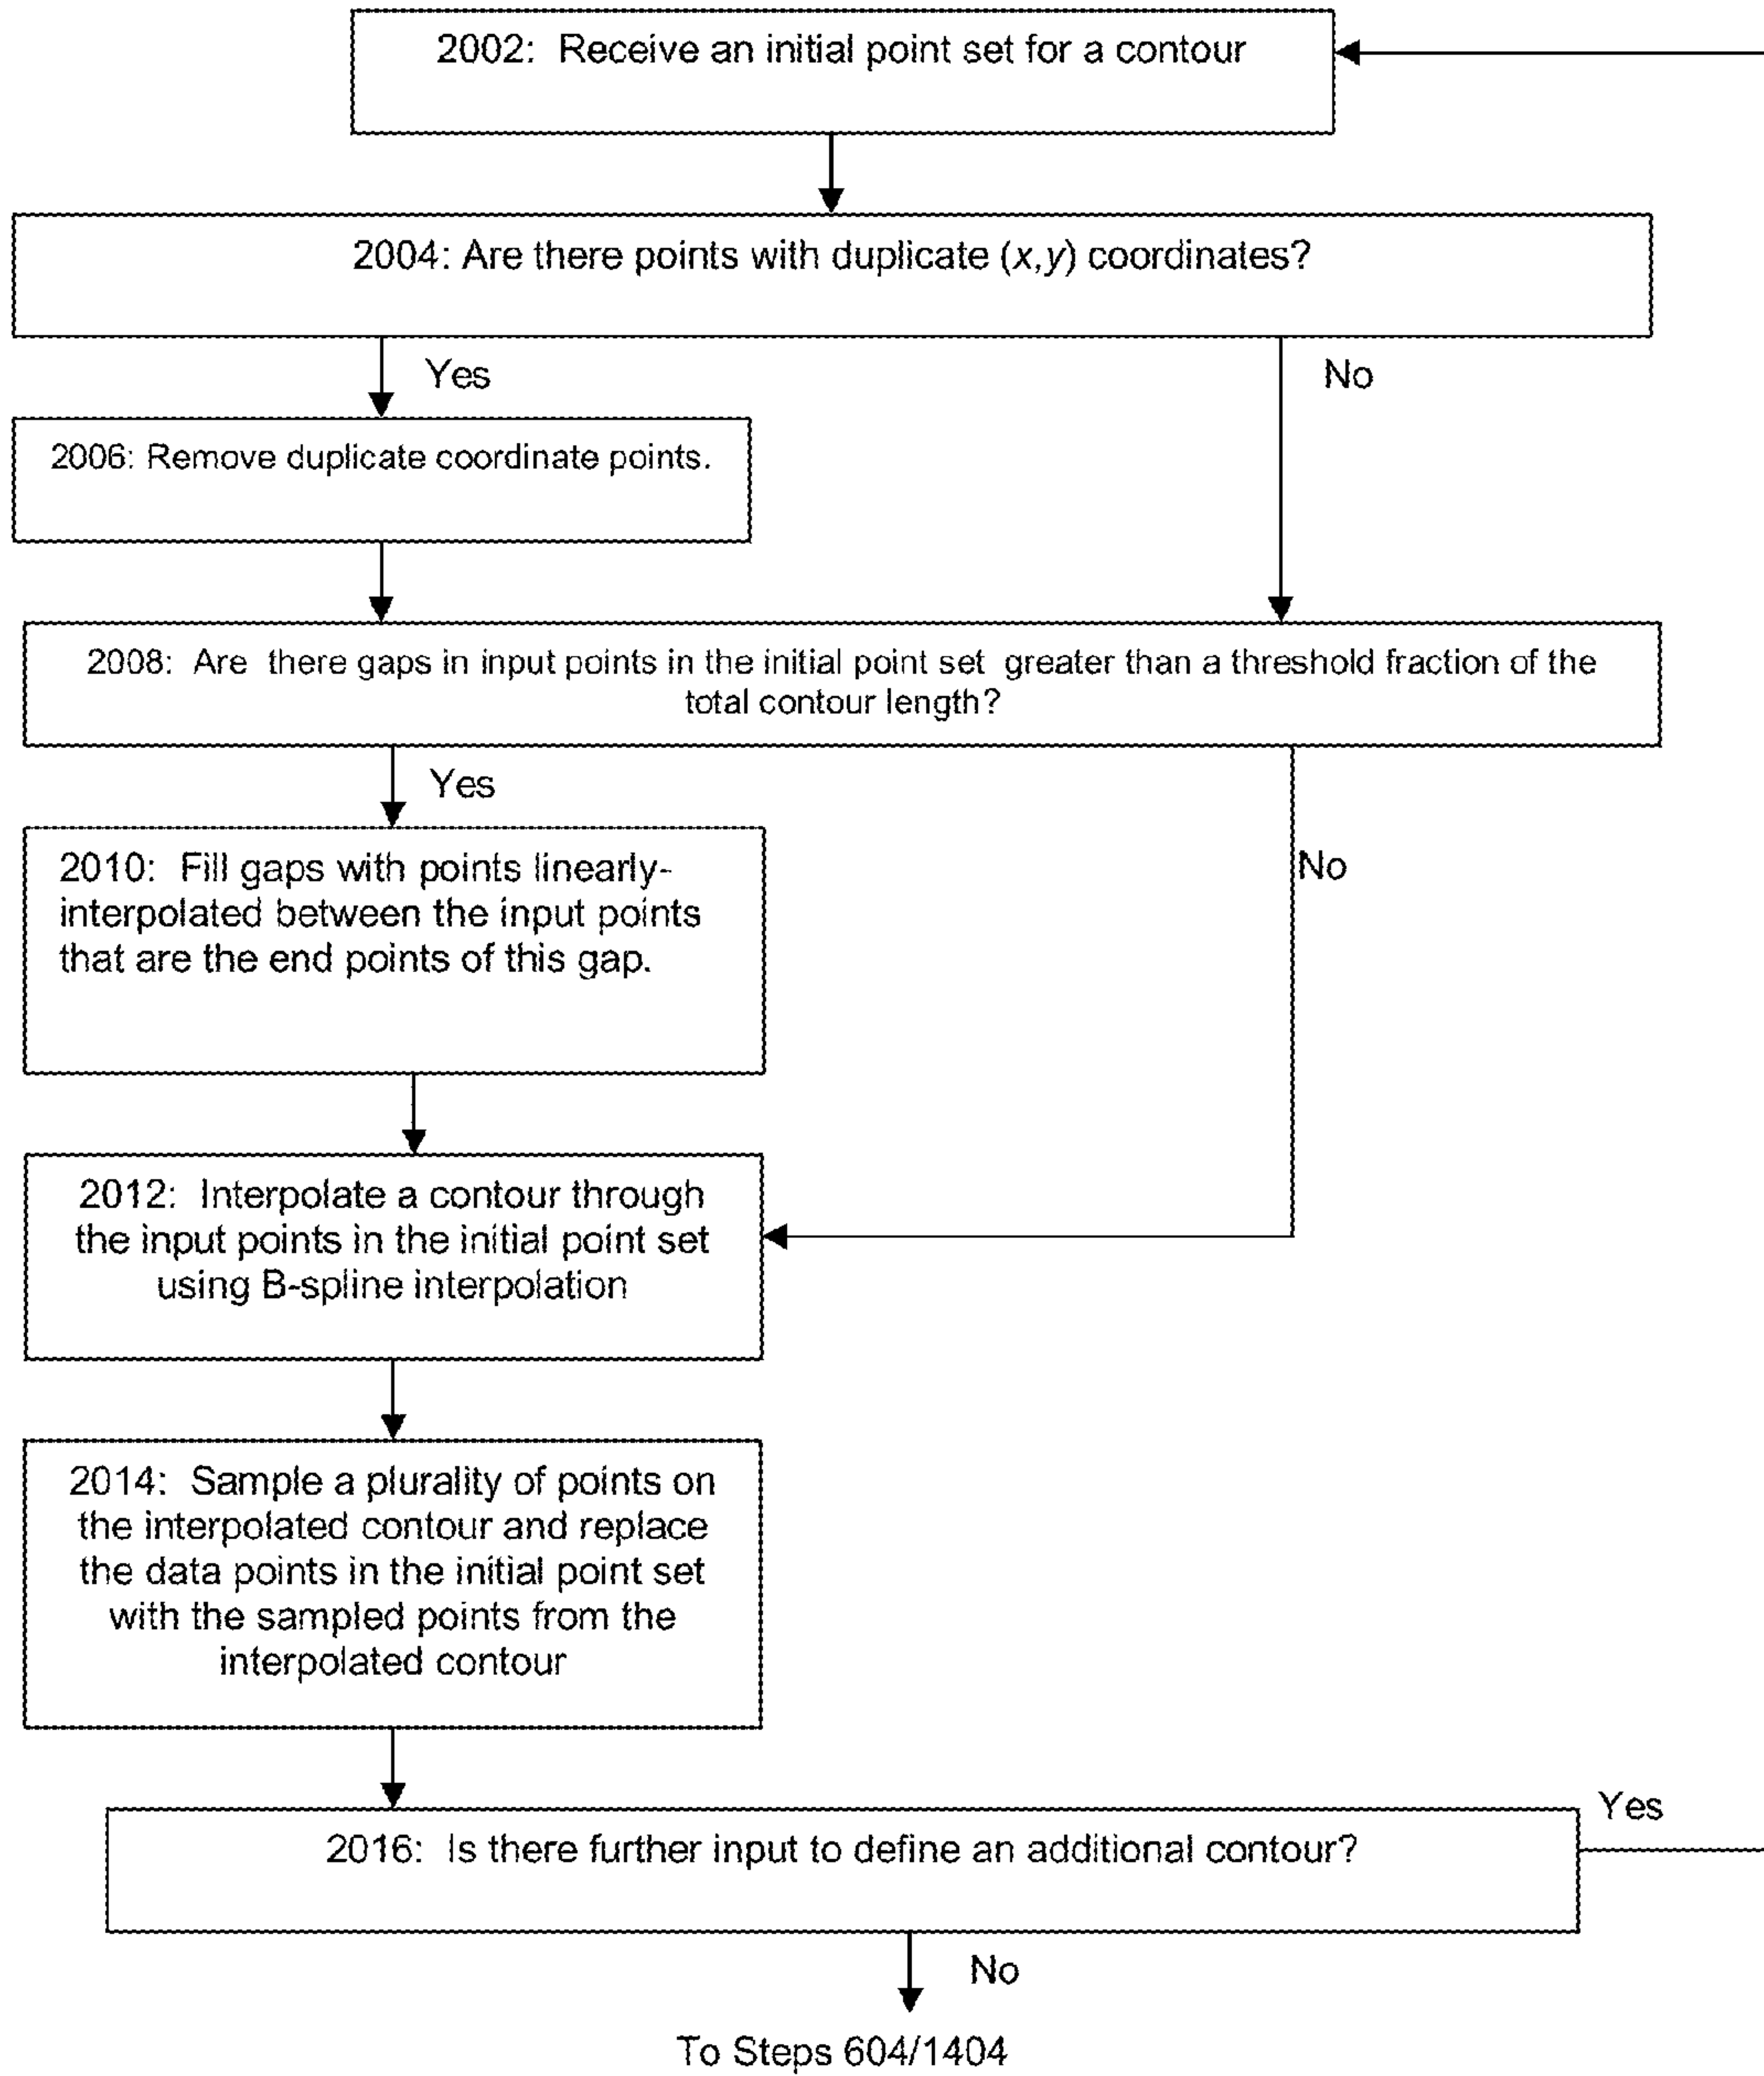 2002: Receive an initial point set for a contour
2004: Are there points with duplicate (x,y) coordinates?
Yes
No
2006: Remove duplicate coordinate points.
2008: Are there gaps in input points in the initial point set greater than a threshold fraction of the
total contour length?
Yes
No
2010: Fill gaps with points linearly-
interpolated between the input points
that are the end points of this gap.
2012: Interpolate a contour through
the input points in the initial point set
using B-spline interpolation
2014: Sample a plurality of points on
the interpolated contour and replace
the data points in the initial point set
with the sampled points from the
interpolated contour
2016: Is there further input to define an additional contour?
Yes
No
To Steps 604/1404